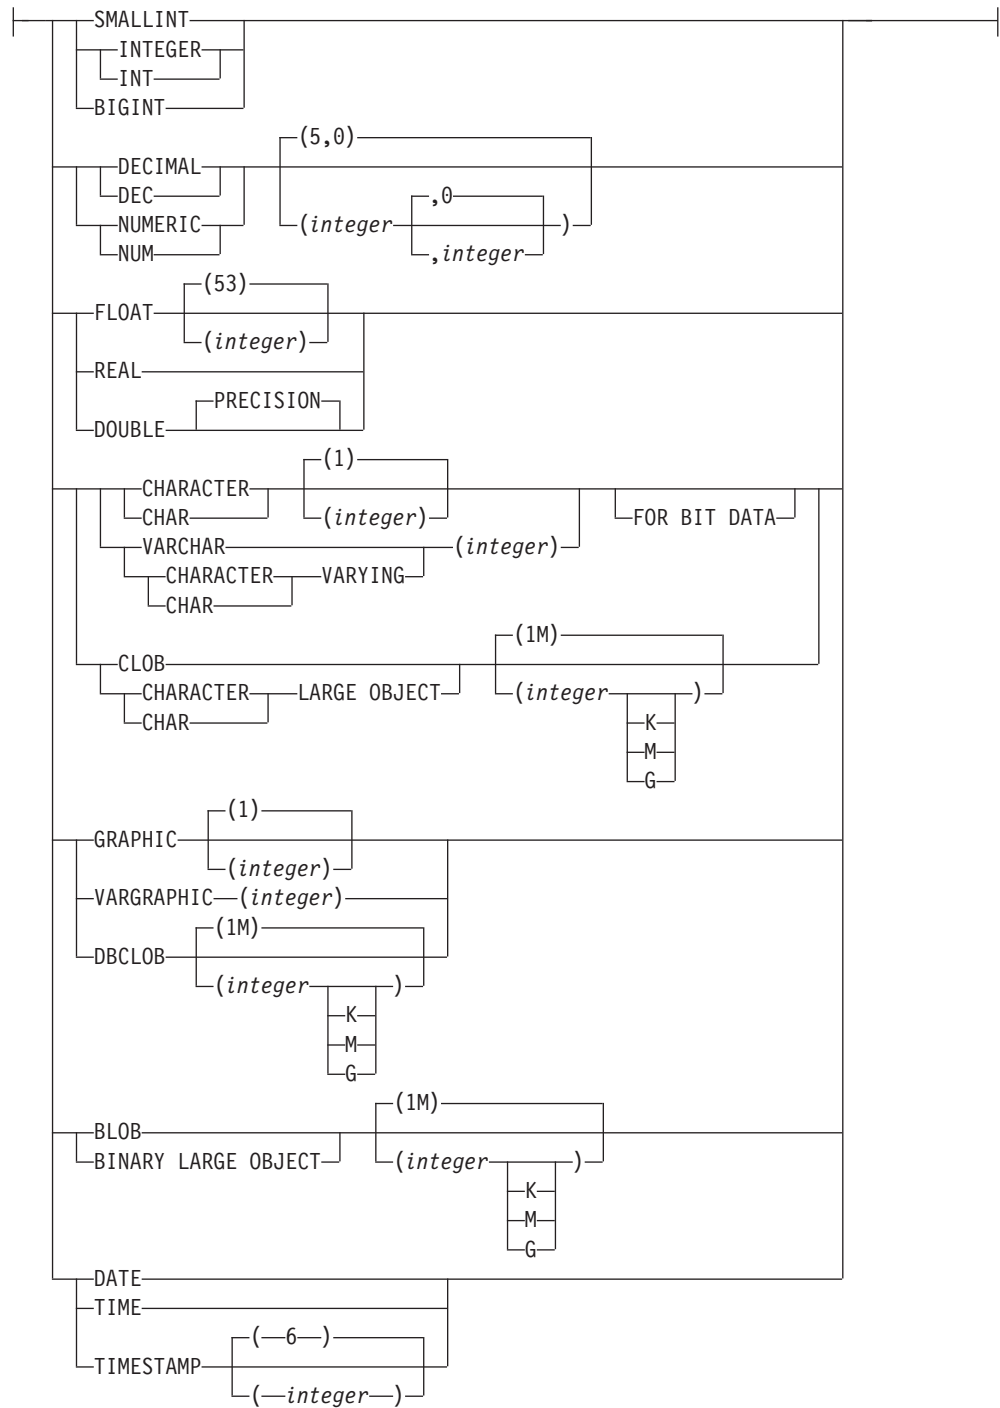 SMALLINT
INTEGER
INT
BIGINT
(5,0)
DECIMAL
DEC
,0
NUMERIC
(integer )
NUM
,integer
(53)
FLOAT
(integer)
REAL
PRECISION
DOUBLE
(1)
CHARACTER
CHAR
(integer)
FOR BIT DATA
VARCHAR
(integer)
CHARACTER
VARYING
CHAR
(1M)
CLOB
CHARACTER
LARGE OBJECT
(integer )
CHAR
K
M
G
(1)
GRAPHIC
(integer)
VARGRAPHIC
(integer)
(1M)
DBCLOB
(integer )
K
M
G
(1M)
BLOB
BINARY LARGE OBJECT
(integer )
K
M
G
DATE
TIME
( 6 )
TIMESTAMP
( integer )